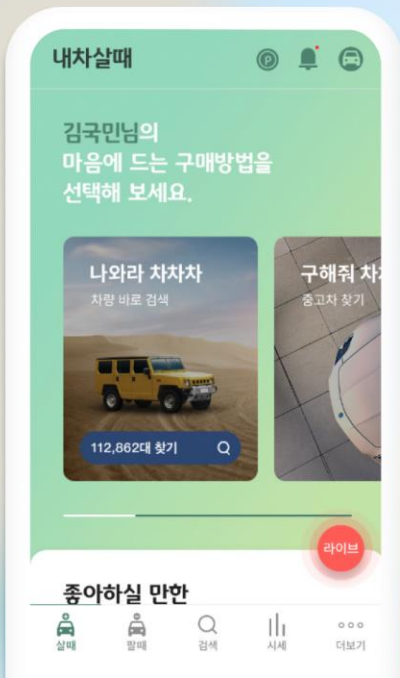 내차살때
P
김국민님의
마음에 드는 구매방법을
선택해 보세요.
나와라 차차차
차량 바로 검색
112,862대 찾기
구해줘 차
중고차 찾기
라이브
좋아하실 만한
살때
팔때
검색
시세
더보기